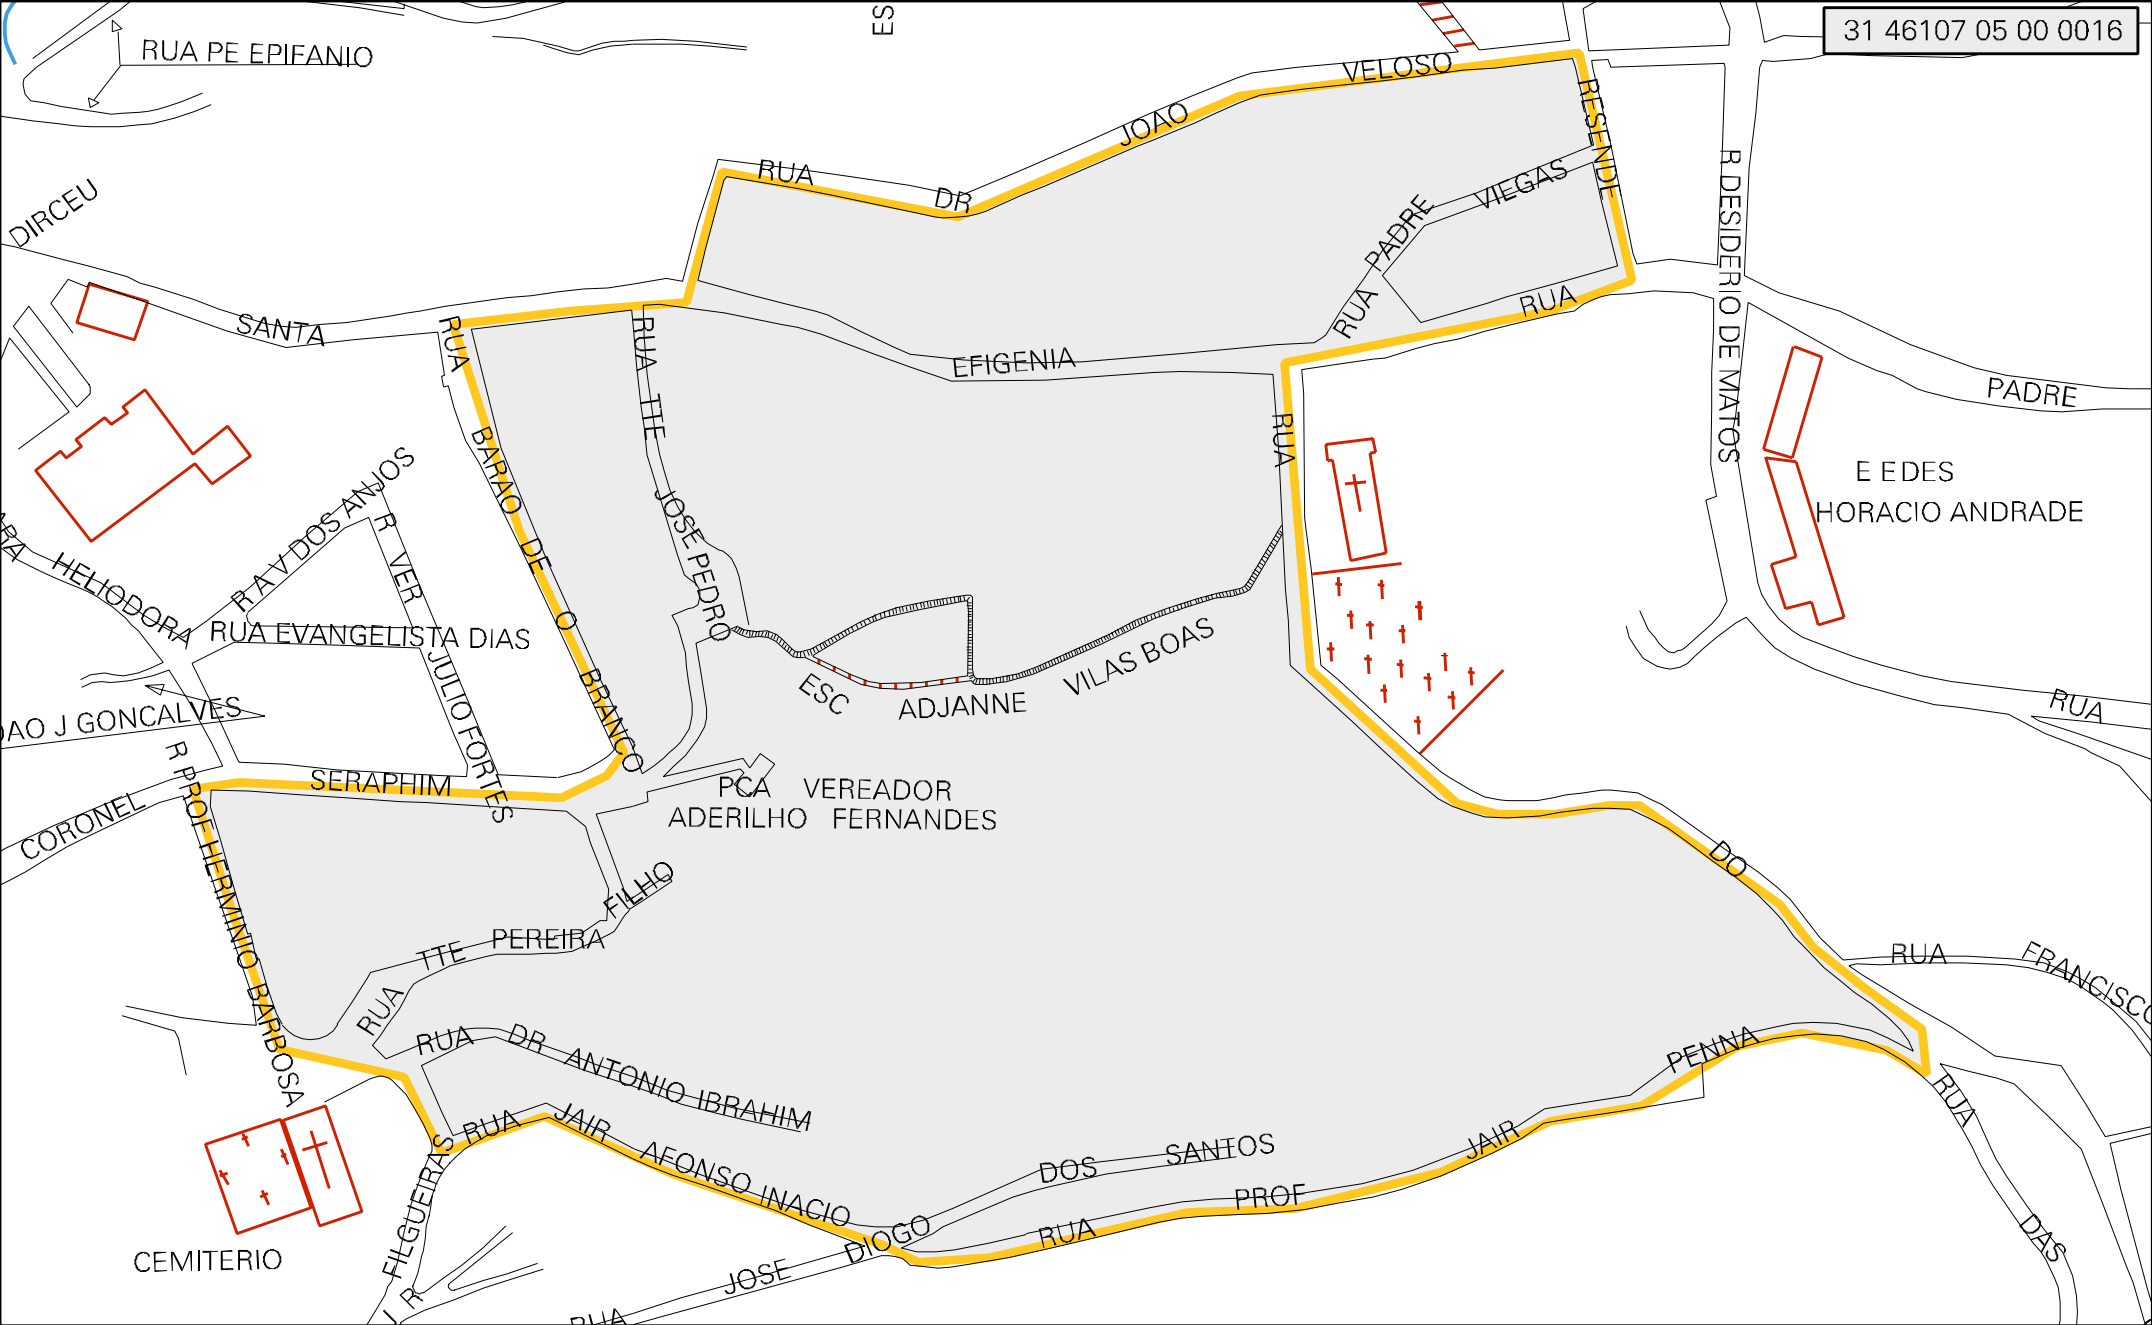 31 46107 05 00 0016
ES
RUA PE EPIFANIO
VELOSO
RESENDE
JOAO
RUA
DR
R DESIDERIO DE MATOS
VIEGAS
PADRE
RUA
DIRCEU
SANTA
RUA
EFIGENIA
RUA BARAO DE O BRANCO
RUA TTE JOSE PEDRO
RUA
PADRE
E EDES
HORACIO ANDRADE
R A V DOS ANJOS
R VER JULIO FORTES
HELIODORA
RUA EVANGELISTA DIAS
ESC ADJANNE VILAS BOAS
J GONCALVES
RUA
SERAPHIM
CORONEL
PCA VEREADOR
ADERILHO FERNANDES
R PROF HERMINIO BARBOSA
DO
FILHO
PEREIRA
TTE
RUA
RUA
FRANCISCO
RUA DR ANTONIO IBRAHIM
PENNA
RUA
DAS
RUA JAIR AFONSO INACIO
JAIR
PROF
RUA
SANTOS
DOS
DIOGO
JOSE
RUA
FILGUEIRAS
CEMITERIO
R